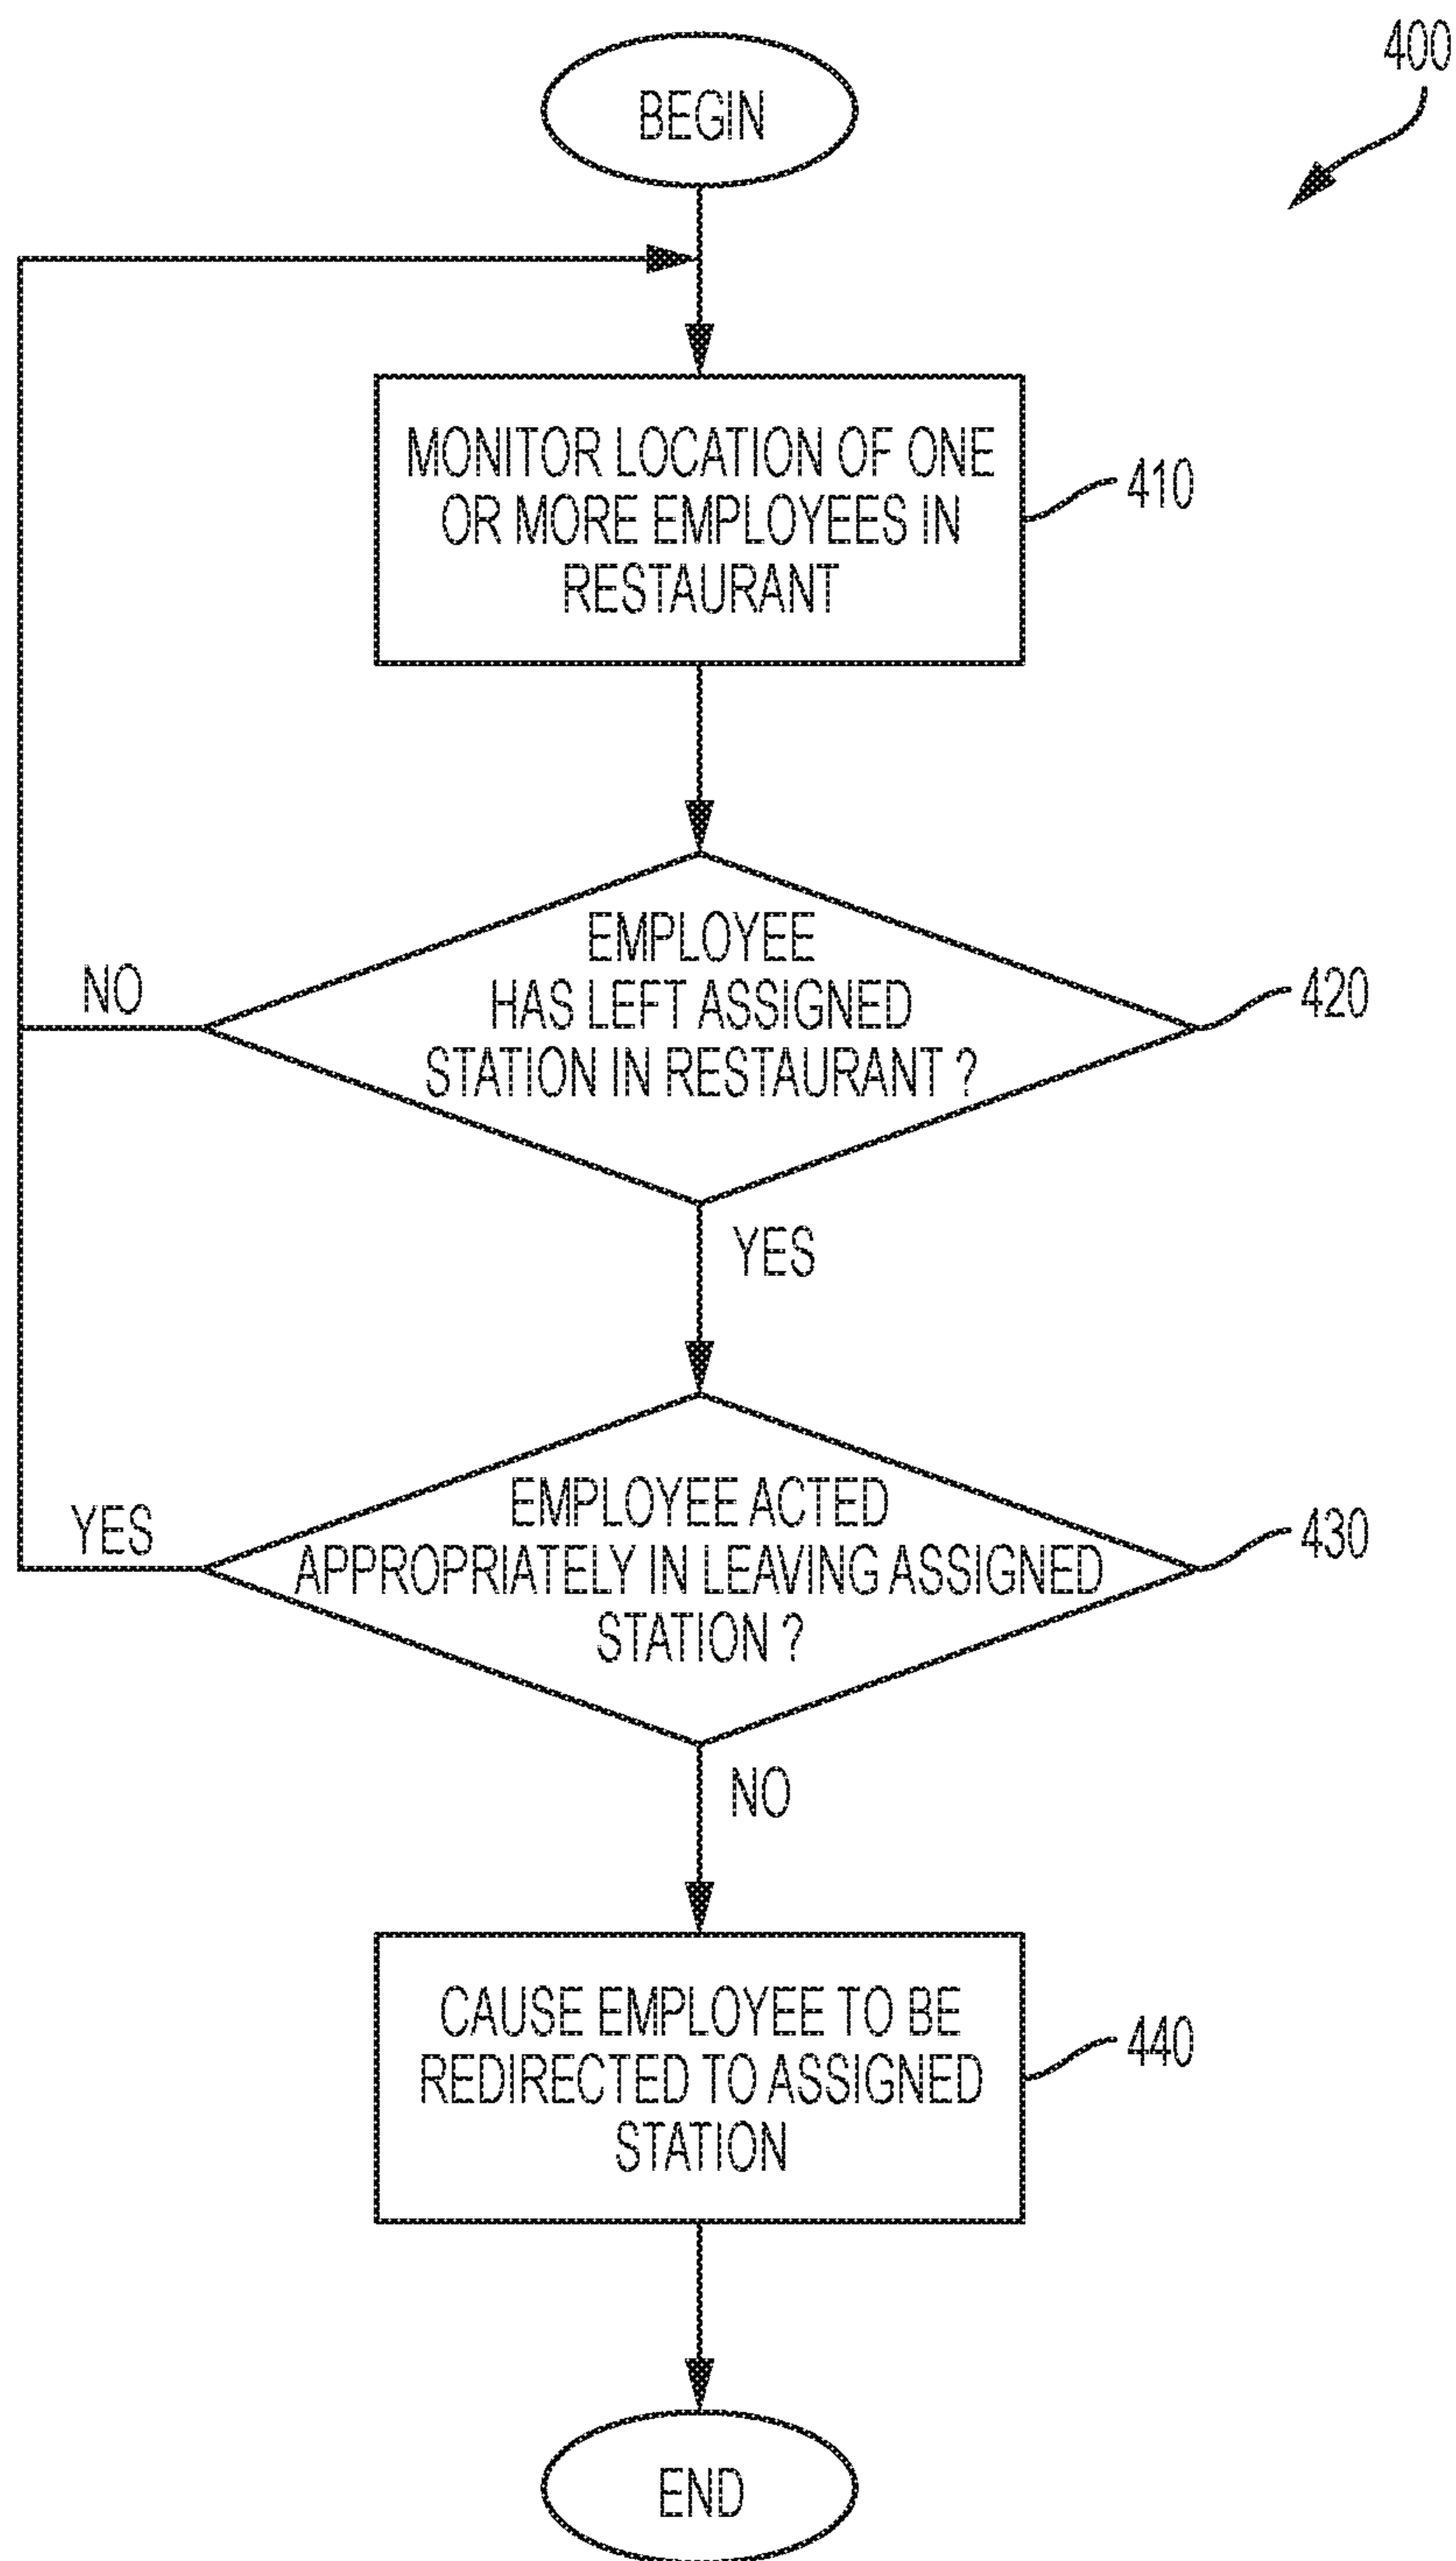 400
BEGIN
MONITOR LOCATION OF ONE
OR MORE EMPLOYEES IN
RESTAURANT
410
EMPLOYEE
HAS LEFT ASSIGNED
STATION IN RESTAURANT ?
420
NO
YES
EMPLOYEE ACTED
APPROPRIATELY IN LEAVING ASSIGNED
STATION ?
430
YES
NO
CAUSE EMPLOYEE TO BE
REDIRECTED TO ASSIGNED
STATION
440
END